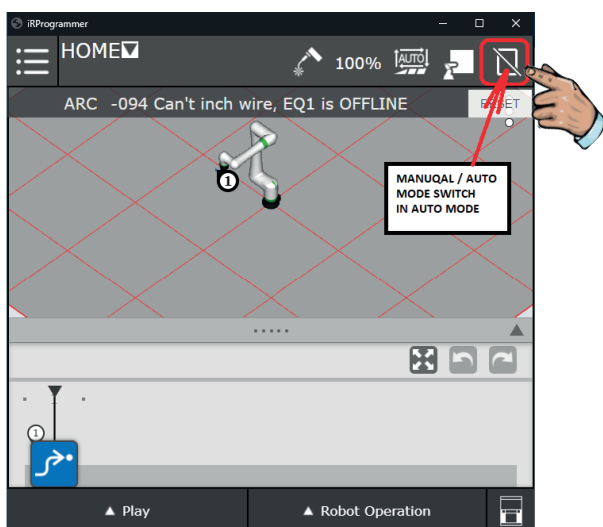 iRProgrammer
HOME
100%
AUTO
ARC -094 Can't inch wire, EQ1 is OFFLINE
RESET
1
MANUQAL / AUTO
MODE SWITCH
IN AUTO MODE
1
Play
Robot Operation